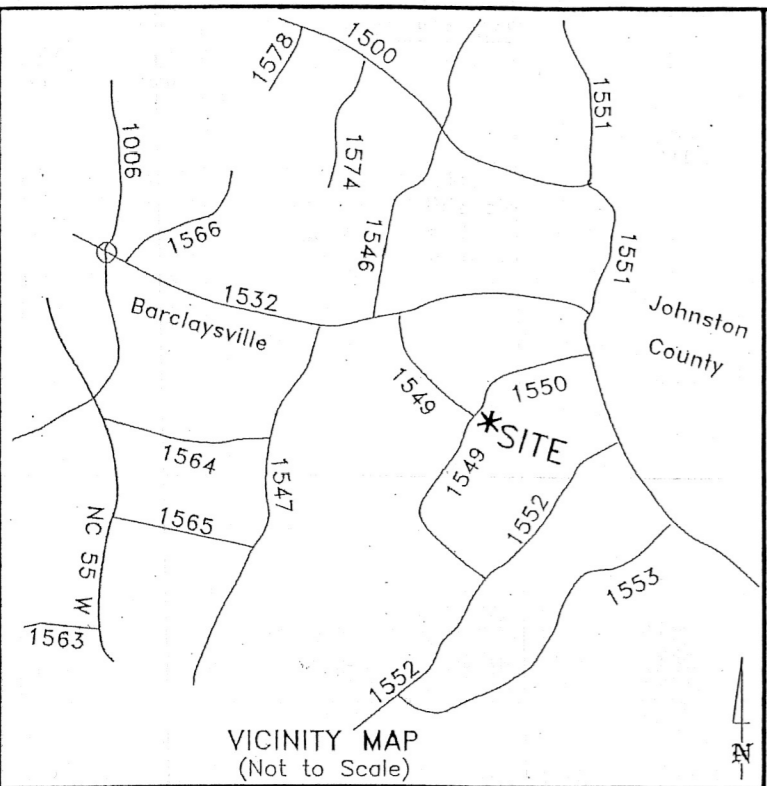 1578
1500
1551
1006
1574
1566
1546
1551
1532
Barclaysville
Johnston
County
1549
1550
*SITE
1564
1547
1549
1565
1552
NC 55 W
1553
1563
1552
VICINITY MAP
(Not to Scale)
N